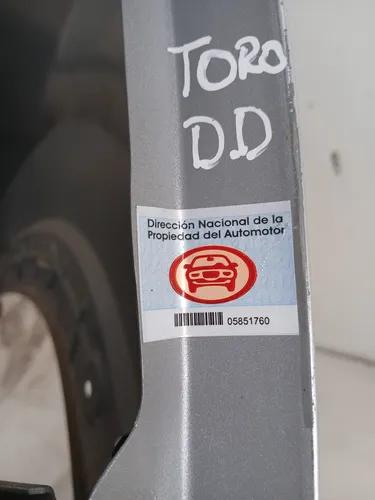 TORO
D.D
Dirección Nacional de la
Propiedad del Automotor
05851760